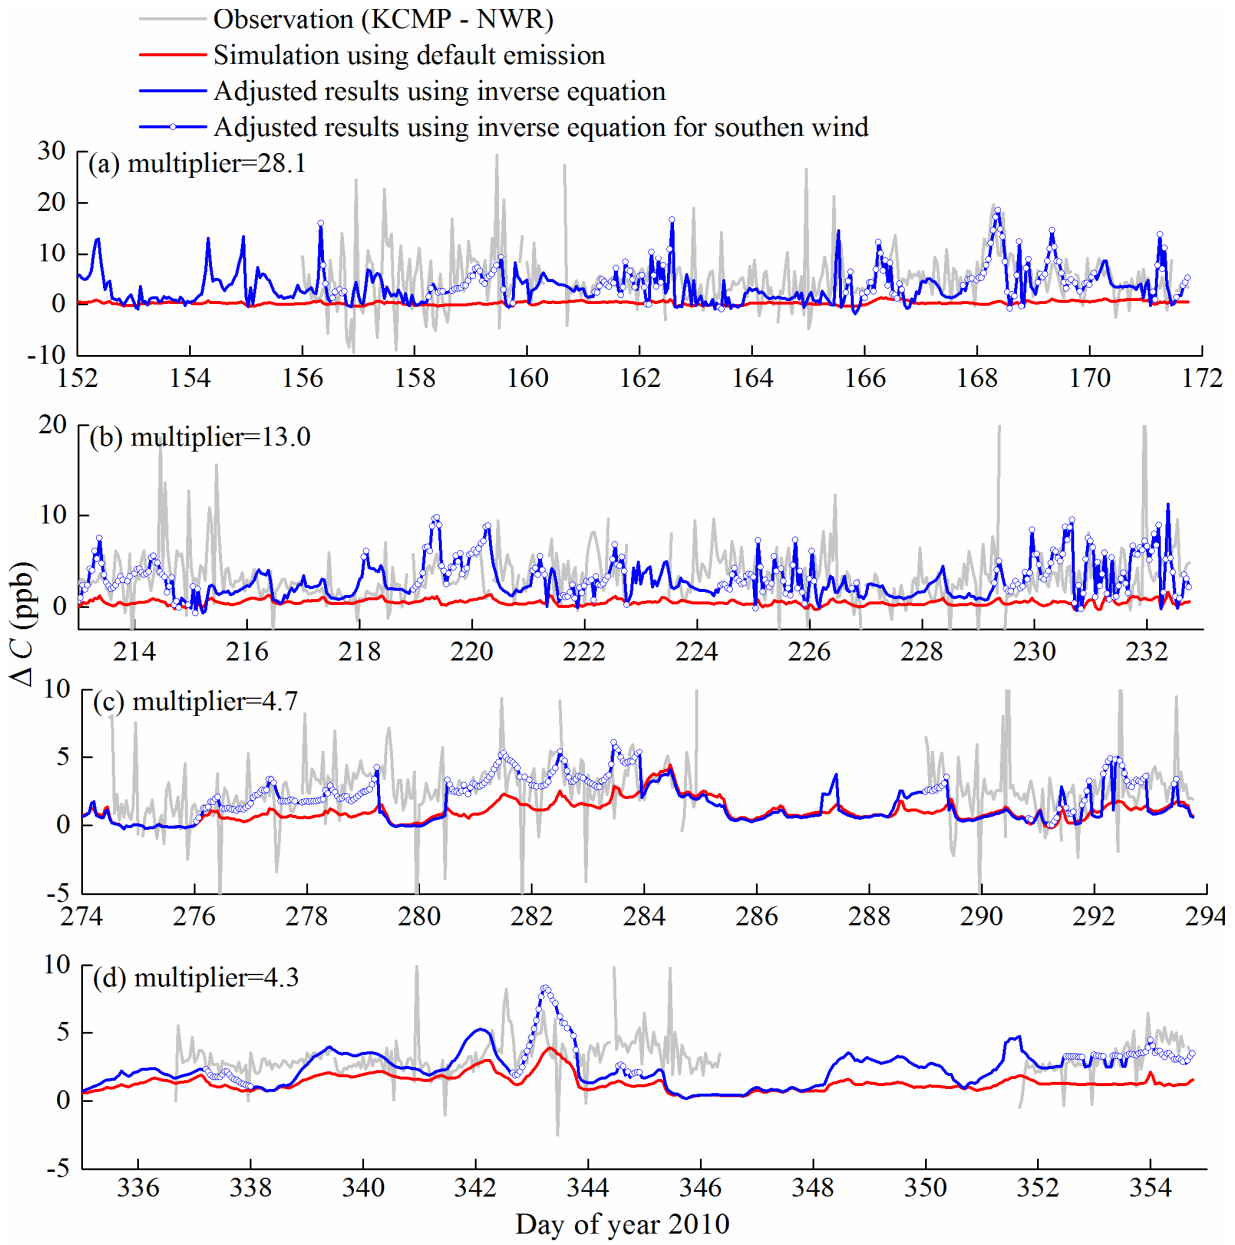 Observation (KCMP - NWR)
Simulation using default emission
Adjusted results using inverse equation
Adjusted results using inverse equation for southen wind
(a) multiplier=28.1
30
20
10
0
-10
152 154 156 158 160 162 164 166 168 170 172
(b) multiplier=13.0
20
10
0
214 216 218 220 222 224 226 228 230 232
Δ C (ppb)
(c) multiplier=4.7
10
5
0
-5
274 276 278 280 282 284 286 288 290 292 294
(d) multiplier=4.3
10
5
0
-5
336 338 340 342 344 346 348 350 352 354
Day of year 2010